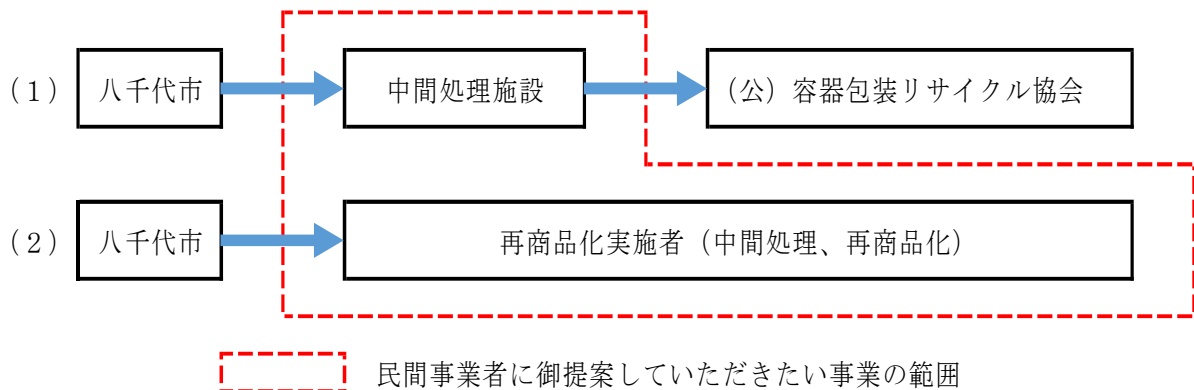 (1) 八千代市 中間処理施設 (公)容器包装リサイクル協会
(2) 八千代市 再商品化実施者(中間処理、再商品化)
民間事業者に御提案していただきたい事業の範囲